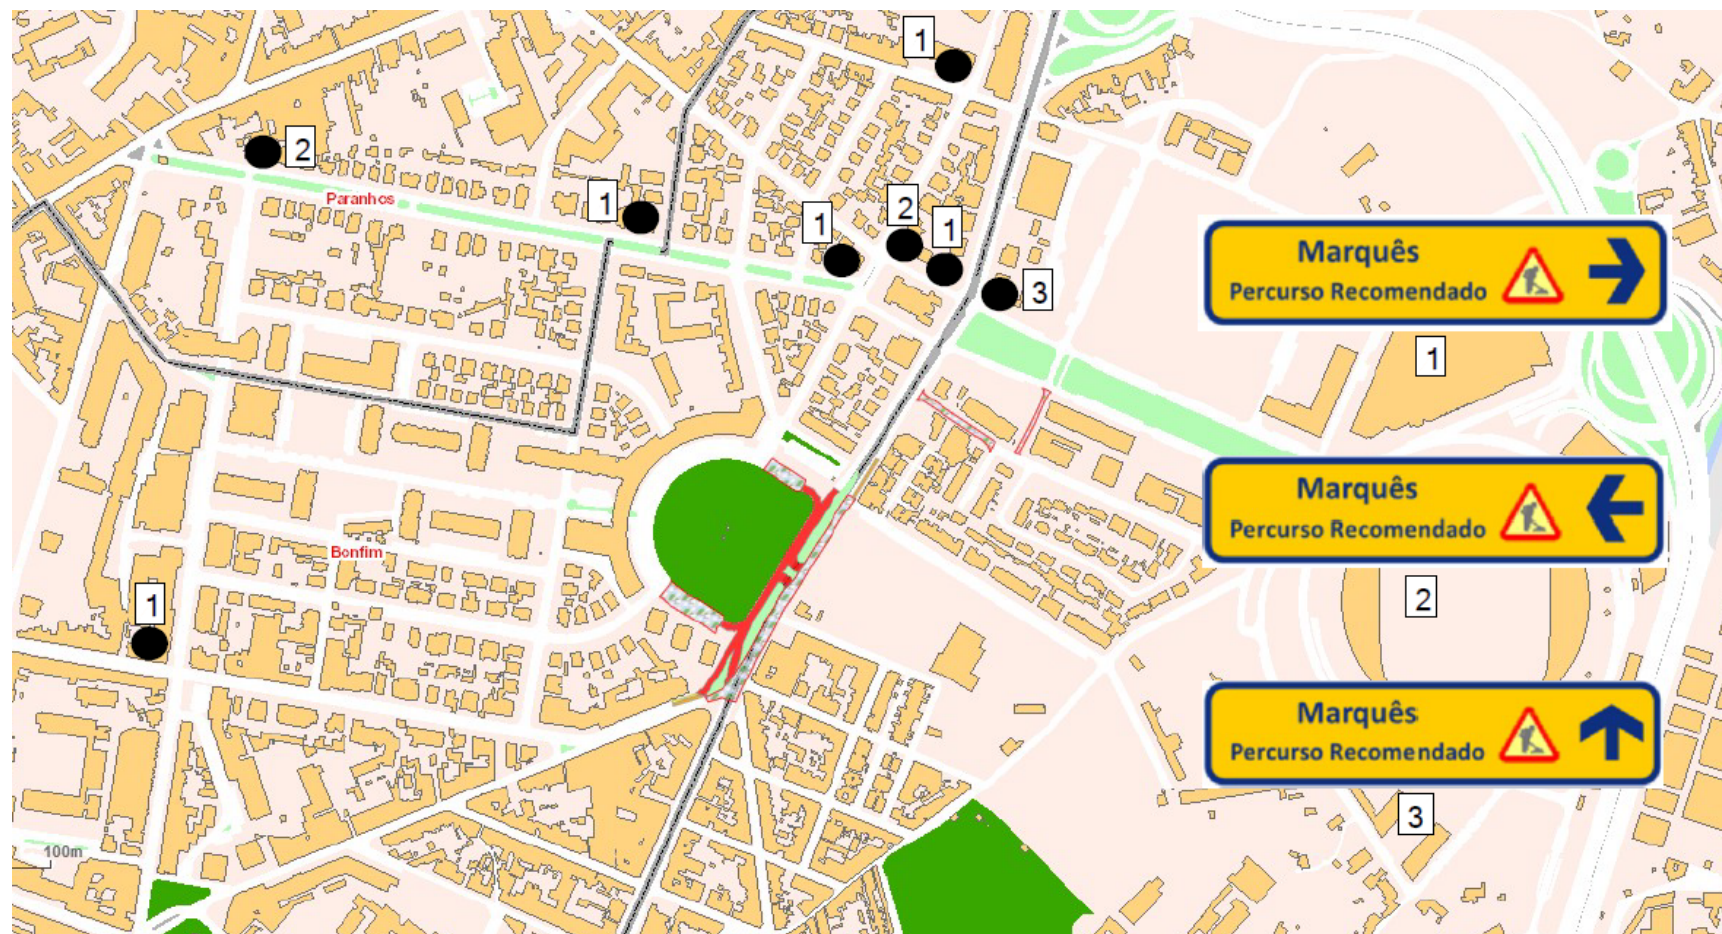 1
2
Paranhos
1
1
2
1
3
Marquês
Percurso Recomendado
1
Marquês
Percurso Recomendado
2
Bonfim
1
Marquês
Percurso Recomendado
3
100m